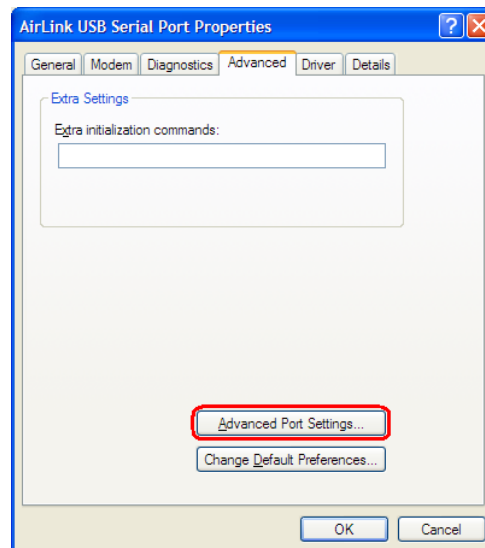 AirLink USB Serial Port Properties
General Modem Diagnostics Advanced Driver Details
Extra Settings
Extra initialization commands:
Advanced Port Settings...
Change Default Preferences...
OK Cancel